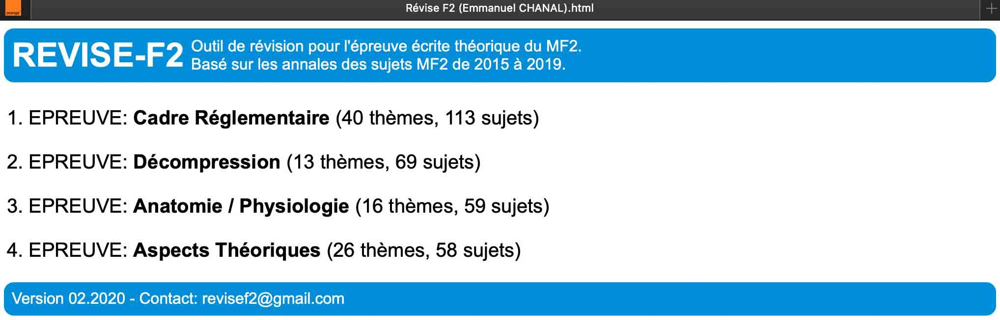 orange
Révise F2 (Emmanuel CHANAL).html
REVISE-F2
Outil de révision pour l'épreuve écrite théorique du MF2.
Basé sur les annales des sujets MF2 de 2015 à 2019.
1. EPREUVE: Cadre Réglementaire (40 thèmes, 113 sujets)
2. EPREUVE: Décompression (13 thèmes, 69 sujets)
3. EPREUVE: Anatomie / Physiologie (16 thèmes, 59 sujets)
4. EPREUVE: Aspects Théoriques (26 thèmes, 58 sujets)
Version 02.2020 - Contact: revisef2@gmail.com